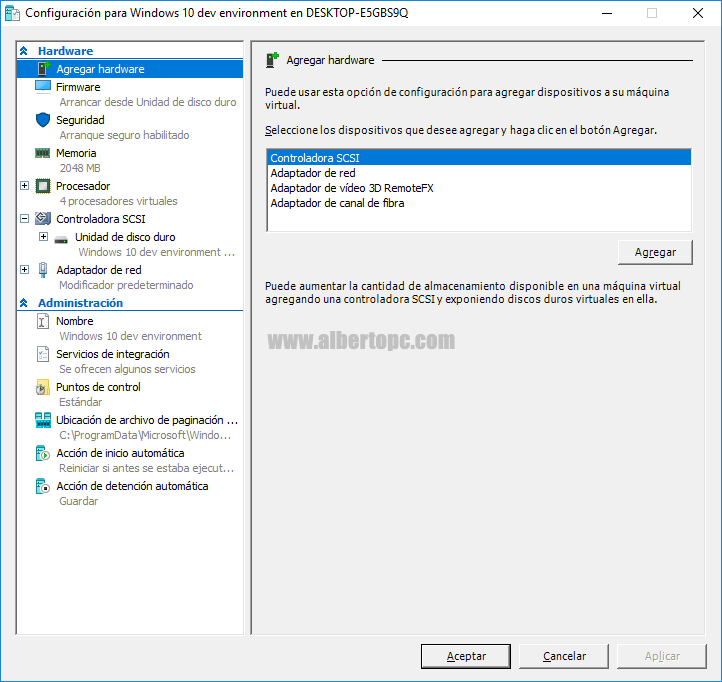 Configuración para Windows 10 dev environment en DESKTOP-E5GBS9Q
Hardware
Agregar hardware
Firmware
Arrancar desde Unidad de disco duro
Seguridad
Arranque seguro habilitado
Memoria
2048 MB
Procesador
4 procesadores virtuales
Controladora SCSI
Unidad de disco duro
Windows 10 dev environment ...
Adaptador de red
Modificador predeterminado
Administración
Nombre
Windows 10 dev environment
Servicios de integración
Se ofrecen algunos servicios
Puntos de control
Estándar
Ubicación de archivo de paginación ...
C:\ProgramData\Microsoft\Windo...
Acción de inicio automática
Reiniciar si antes se estaba ejecut...
Acción de detención automática
Guardar
Agregar hardware
Puede usar esta opción de configuración para agregar dispositivos a su máquina
virtual.
Seleccione los dispositivos que desee agregar y haga clic en el botón Agregar.
Controladora SCSI
Adaptador de red
Adaptador de vídeo 3D RemoteFX
Adaptador de canal de fibra
Agregar
Puede aumentar la cantidad de almacenamiento disponible en una máquina virtual
agregando una controladora SCSI y exponiendo discos duros virtuales en ella.
www.albertopc.com
Aceptar
Cancelar
Aplicar